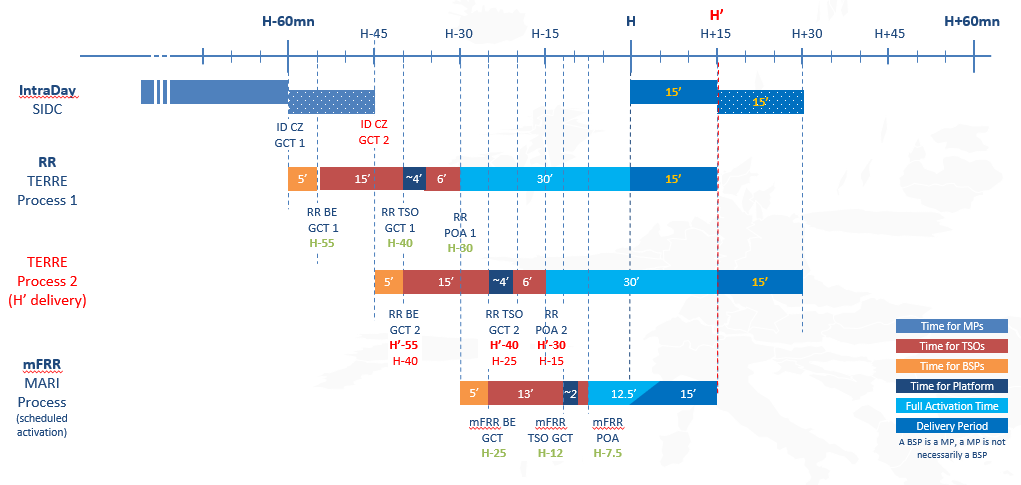 H-60mn
H
H’
H+60mn
H-45
H-30
H-15
H+15
H+30
H+45
IntraDay
SIDC
15’
15’
ID CZ
GCT 1
ID CZ
GCT 2
RR
TERRE
Process 1
5’
15’
~4’
6’
30’
15’
RR BE
GCT 1
H-55
RR TSO
GCT 1
H-40
RR
POA 1
H-30
TERRE
Process 2
(H’ delivery)
5’
15’
~4’
6’
30’
15’
RR BE
GCT 2
H’-55
H-40
RR TSO
GCT 2
H’-40
H-25
RR
POA 2
H’-30
H-15
mFRR
MARI
Process
(scheduled
activation)
5’
13’
~2
12.5’
15’
mFRR BE
GCT
H-25
mFRR
TSO GCT
H-12
mFRR
POA
H-7.5
Time for MPs
Time for TSOs
Time for BSPs
Time for Platform
Full Activation Time
Delivery Period
A BSP is a MP, a MP is not
necessarily a BSP